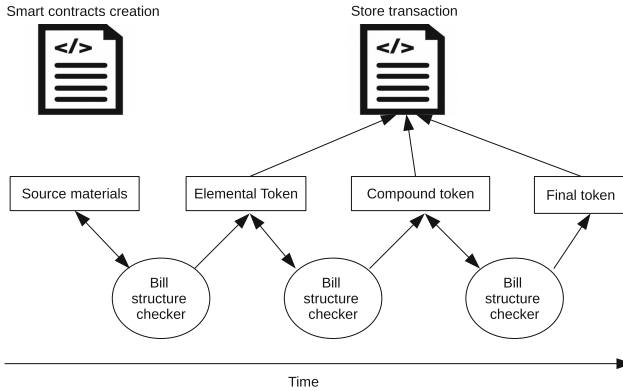 Smart contracts creation
Store transaction
</>
</>
Source materials
Elemental Token
Compound token
Final token
Bill
structure
checker
Bill
structure
checker
Bill
structure
checker
Time